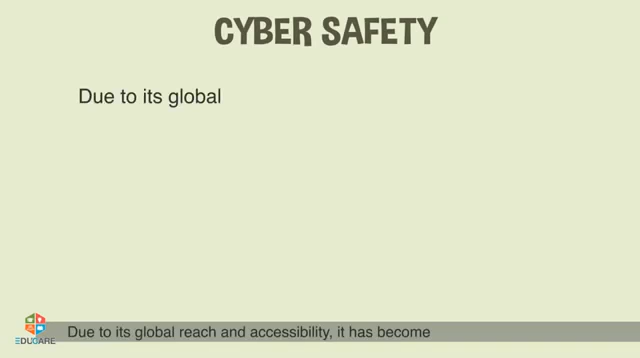 CYBER SAFETY
Due to its global
Due to its global reach and accessibility, it has become
EDUCARE